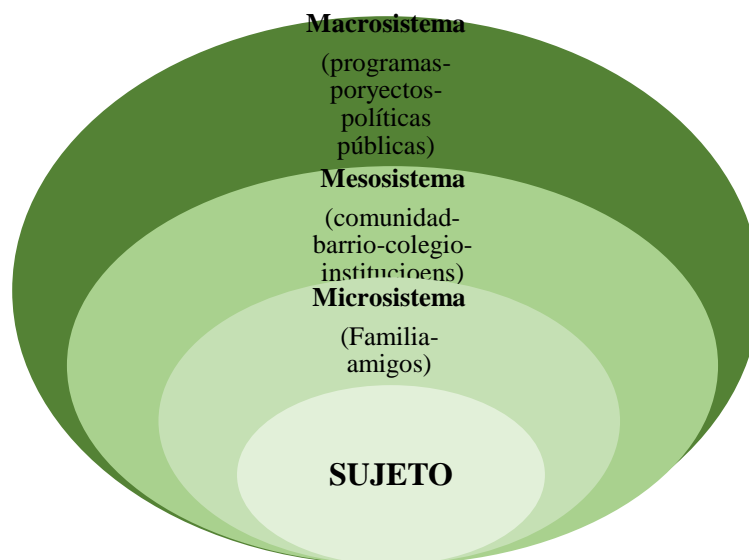 Macrosistema
(programas-
poryectos-
políticas
públicas)
Mesosistema
(comunidad-
barrio-colegio-
institucioens)
Microsistema
(Familia-
amigos)
SUJETO